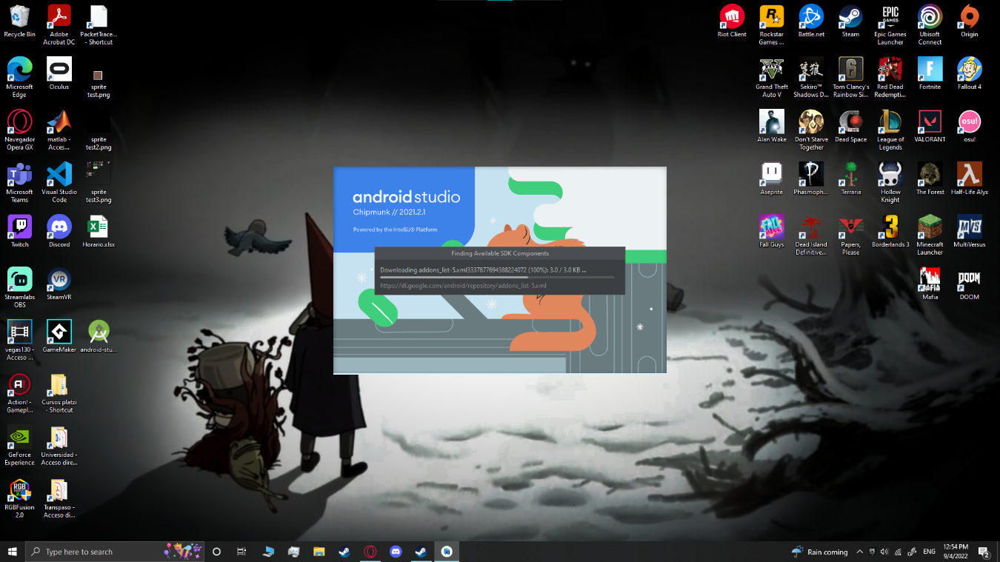 Recycle Bin
Adobe
Acrobat DC
PacketTrace...
- Shortcut
Microsoft
Edge
Oculus
sprite
test.png
Navegador
Opera GX
matlab -
Acces...
sprite
test2.png
Microsoft
Teams
Visual Studio
Code
sprite
test3.png
Twitch
Discord
Horario.xlsx
Streamlabs
OBS
SteamVR
vegas130 -
Acceso ...
GameMaker
android-stu...
Action! -
Gamepl...
Cursos platzi
- Shortcut
GeForce
Experience
Universidad -
Acceso dire...
RGBFusion
2.0
Transpaso -
Acceso di...
Riot Client
Rockstar
Games ...
Battle.net
Steam
EPIC
GAMES
Epic Games
Launcher
Ubisoft
Connect
Origin
Grand Theft
Auto V
Sekiro™
Shadows D...
Tom Clancy's
Rainbow Si...
Red Dead
Redempti...
Fortnite
Fallout 4
Alan Wake
Don't Starve
Together
Dead Space
League of
Legends
VALORANT
osu!
osu!
Aseprite
Phasmoph...
Terraria
Hollow
Knight
The Forest
Half-Life Alyx
Fall Guys
Dead Island
Definitive...
Papers,
Please
Borderlands 3
Minecraft
Launcher
MultiVersus
Mafia
DOOM
DOOM
android studio
Chipmunk // 2021.2.1
Powered by the IntelliJ® Platform
Finding Available SDK Components
Downloading addons_list-5.xml3337877694388224072 (100%): 3.0 / 3.0 KB ...
https://dl.google.com/android/repository/addons_list-5.xml
Type here to search
Rain coming
ENG
12:54 PM
9/4/2022
2